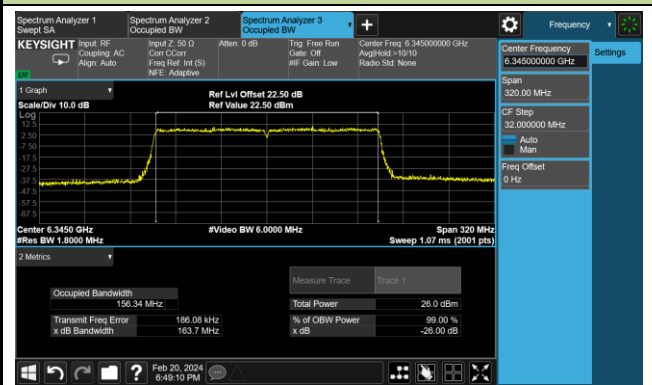 Spectrum Analyzer 1
Swept SA
Spectrum Analyzer 2
Occupied BW
Spectrum Analyzer 3
Occupied BW
Frequency
KEYSIGHT
Input: RF
Coupling: AC
Align: Auto
Input Z: 50 Ω
Corr CCorr
Freq Ref: Int (S)
NFE: Adaptive
Atten: 0 dB
Trig: Free Run
Gate: Off
#IF Gain: Low
Center Freq: 6.345000000 GHz
Avg|Hold:>10/10
Radio Std: None
1 Graph
Scale/Div 10.0 dB
Ref Lvl Offset 22.50 dB
Ref Value 22.50 dBm
Log
12.5
2.50
-7.50
-17.5
-27.5
-37.5
-47.5
-57.5
-67.5
Center 6.3450 GHz
#Res BW 1.8000 MHz
#Video BW 6.0000 MHz
Span 320 MHz
Sweep 1.07 ms (2001 pts)
2 Metrics
Measure Trace
Trace 1
Occupied Bandwidth
156.34 MHz
Total Power
26.0 dBm
Transmit Freq Error
186.08 kHz
% of OBW Power
99.00 %
x dB Bandwidth
163.7 MHz
x dB
-26.00 dB
Center Frequency
6.345000000 GHz
Settings
Span
320.00 MHz
CF Step
32.000000 MHz
Auto
Man
Freq Offset
0 Hz
Feb 20, 2024
6:49:10 PM